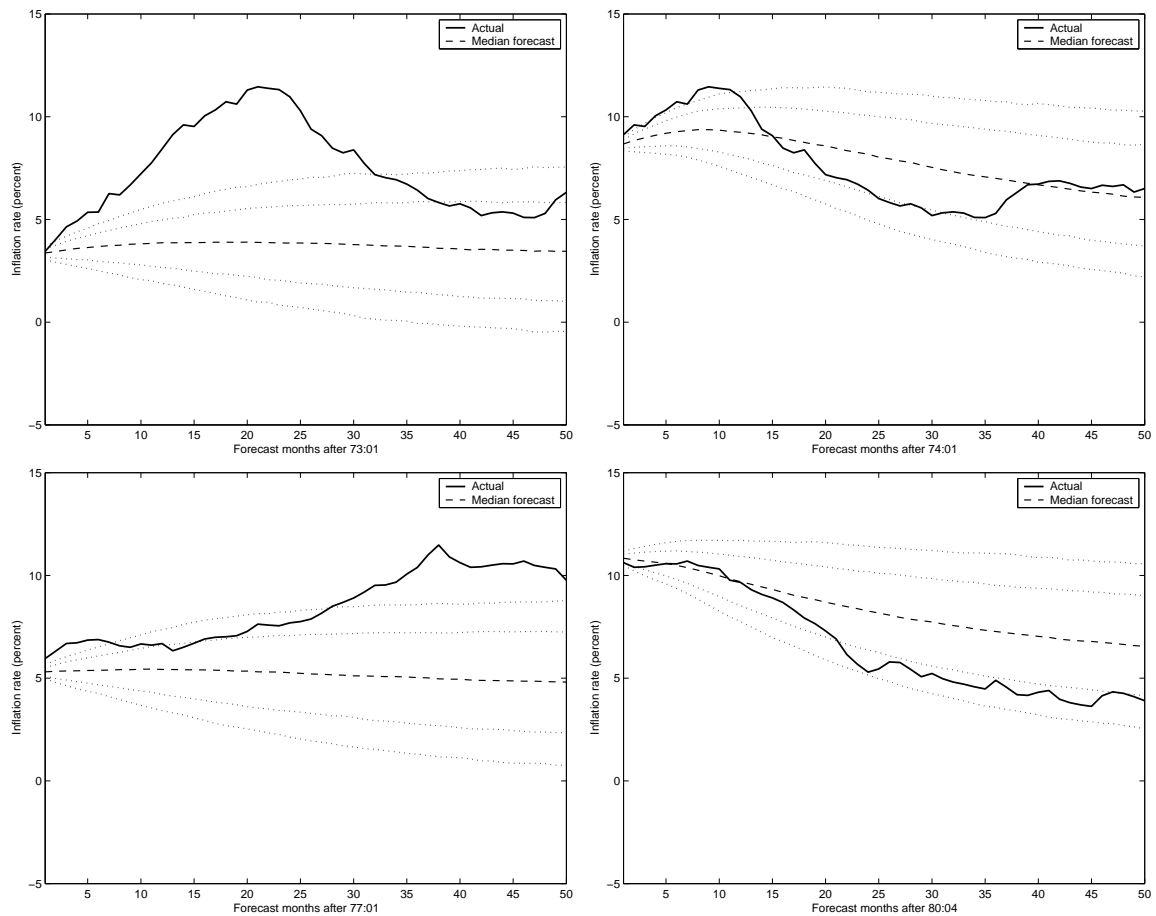 15
10
5
0
−5
Inflation rate (percent)
Actual
Median forecast
5 10 15 20 25 30 35 40 45 50
Forecast months after 73:01
15
10
5
0
−5
Inflation rate (percent)
Actual
Median forecast
5 10 15 20 25 30 35 40 45 50
Forecast months after 74:01
15
10
5
0
−5
Inflation rate (percent)
Actual
Median forecast
5 10 15 20 25 30 35 40 45 50
Forecast months after 77:01
15
10
5
0
−5
Inflation rate (percent)
Actual
Median forecast
5 10 15 20 25 30 35 40 45 50
Forecast months after 80:04